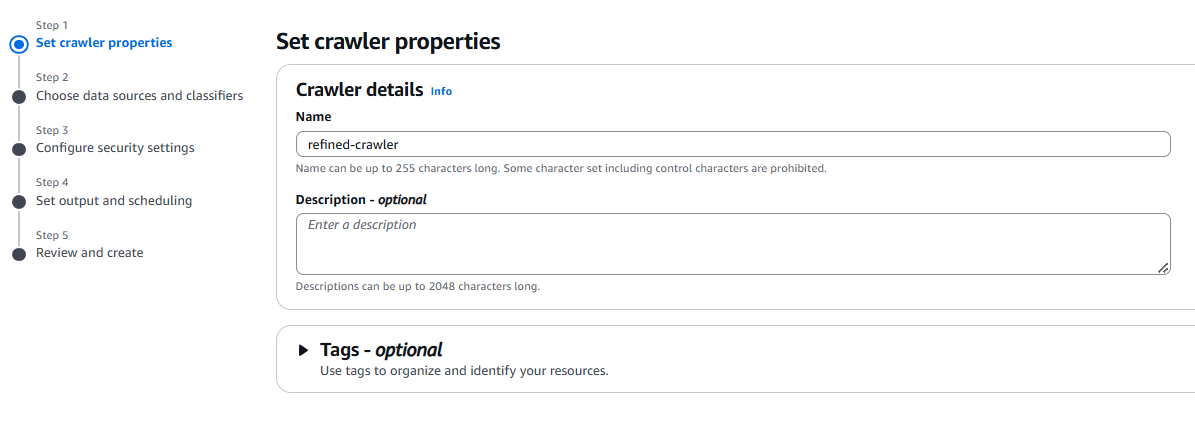 Step 1
Set crawler properties
Step 2
Choose data sources and classifiers
Step 3
Configure security settings
Step 4
Set output and scheduling
Step 5
Review and create
Set crawler properties
Crawler details Info
Name
refined-crawler
Name can be up to 255 characters long. Some character set including control characters are prohibited.
Description - optional
Enter a description
Descriptions can be up to 2048 characters long.
Tags - optional
Use tags to organize and identify your resources.